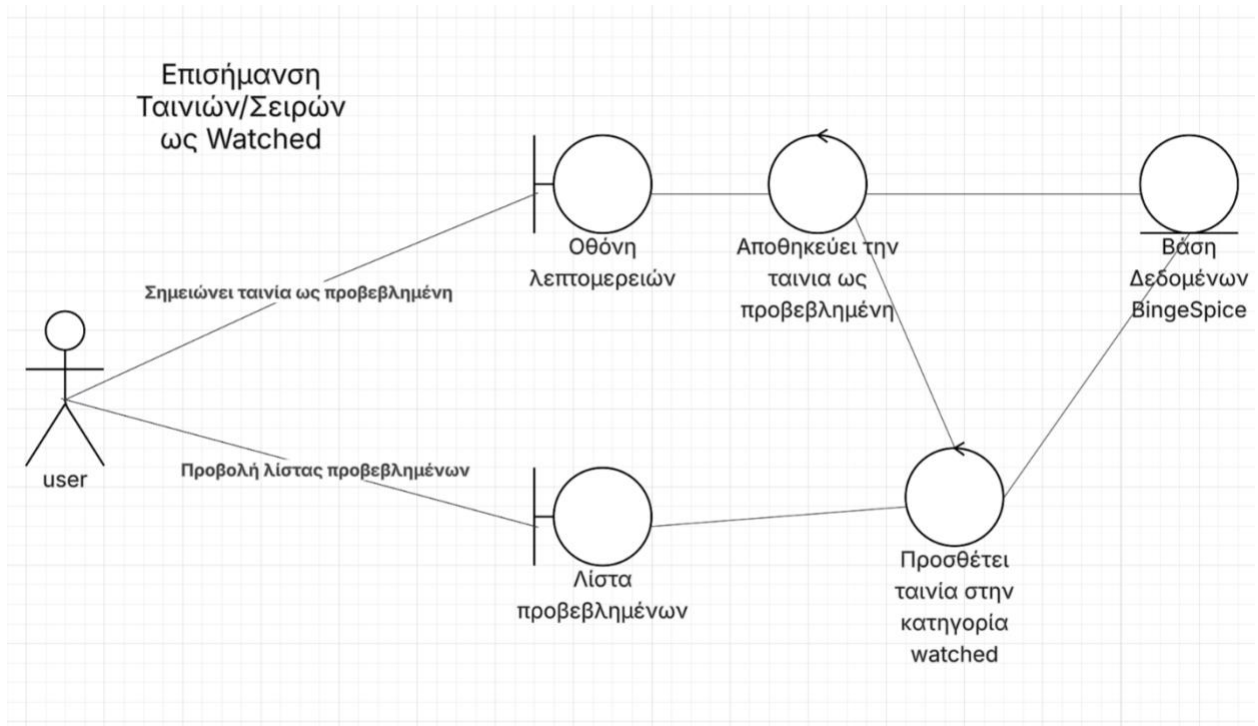 Επισήμανση
Ταινιών/Σειρών
ως Watched
Οθόνη
λεπτομερειών
Αποθηκεύει την
ταινια ως
προβεβλημένη
Βάση
Δεδομένων
BingeSpice
Σημειώνει ταινία ως προβεβλημένη
user
Προβολή λίστας προβεβλημένων
Λίστα
προβεβλημένων
Προσθέτει
ταινία στην
κατηγορία
watched